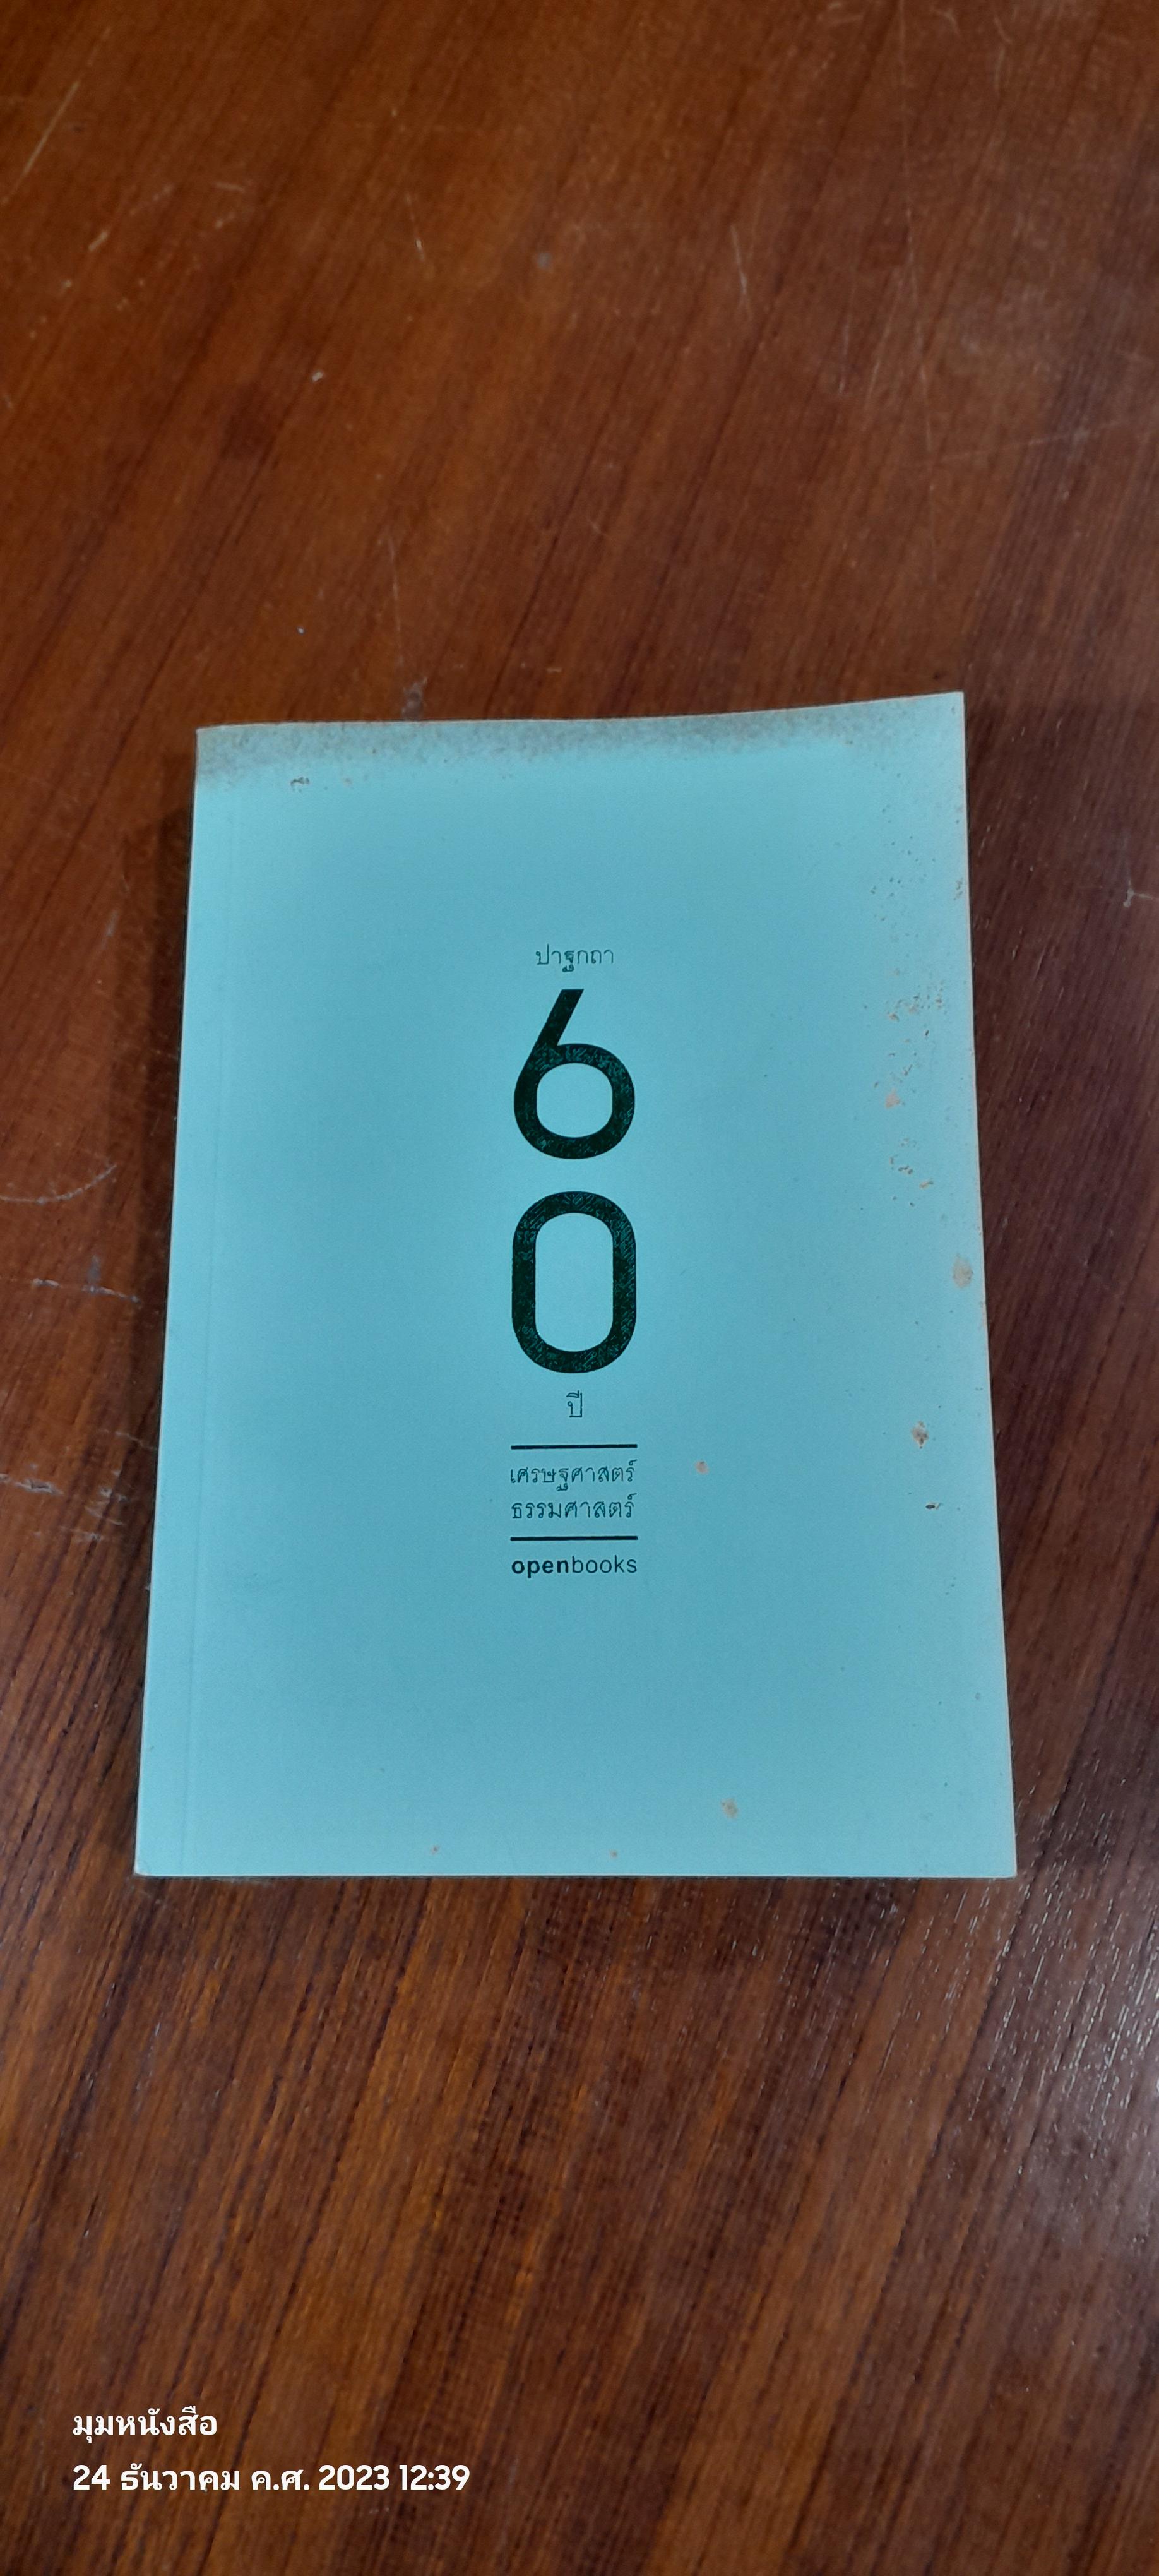 ปาฐกถา
60
ปี
เศรษฐศาสตร์
ธรรมศาสตร์
openbooks
มุมหนังสือ
24 ธันวาคม ค.ศ. 2023 12:39